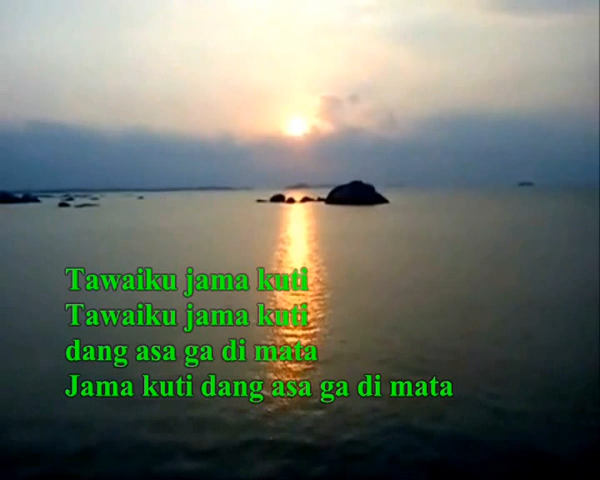 Tawaiku jama kuti
Tawaiku jama kuti
dang asa ga di mata
Jama kuti dang asa ga di mata